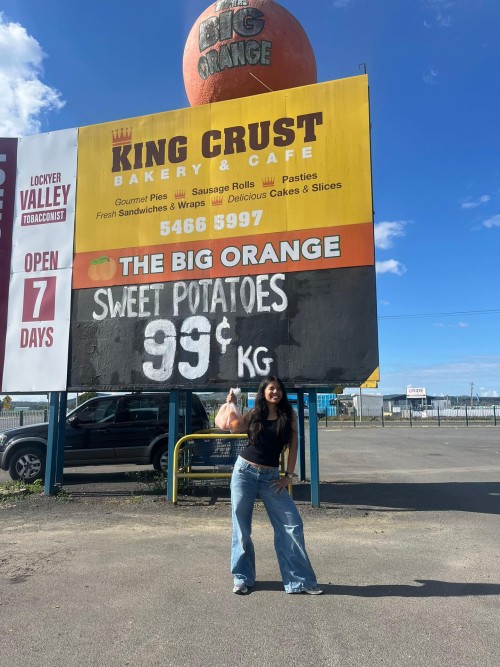 THE
BIG
ORANGE
KING CRUST
BAKERY & CAFE
Gourmet Pies Sausage Rolls Pasties
Fresh Sandwiches & Wraps Delicious Cakes & Slices
5466 5997
THE BIG ORANGE
SWEET POTATOES
99¢
KG
LOCKYER
VALLEY
TOBACCONIST
OPEN
7
DAYS